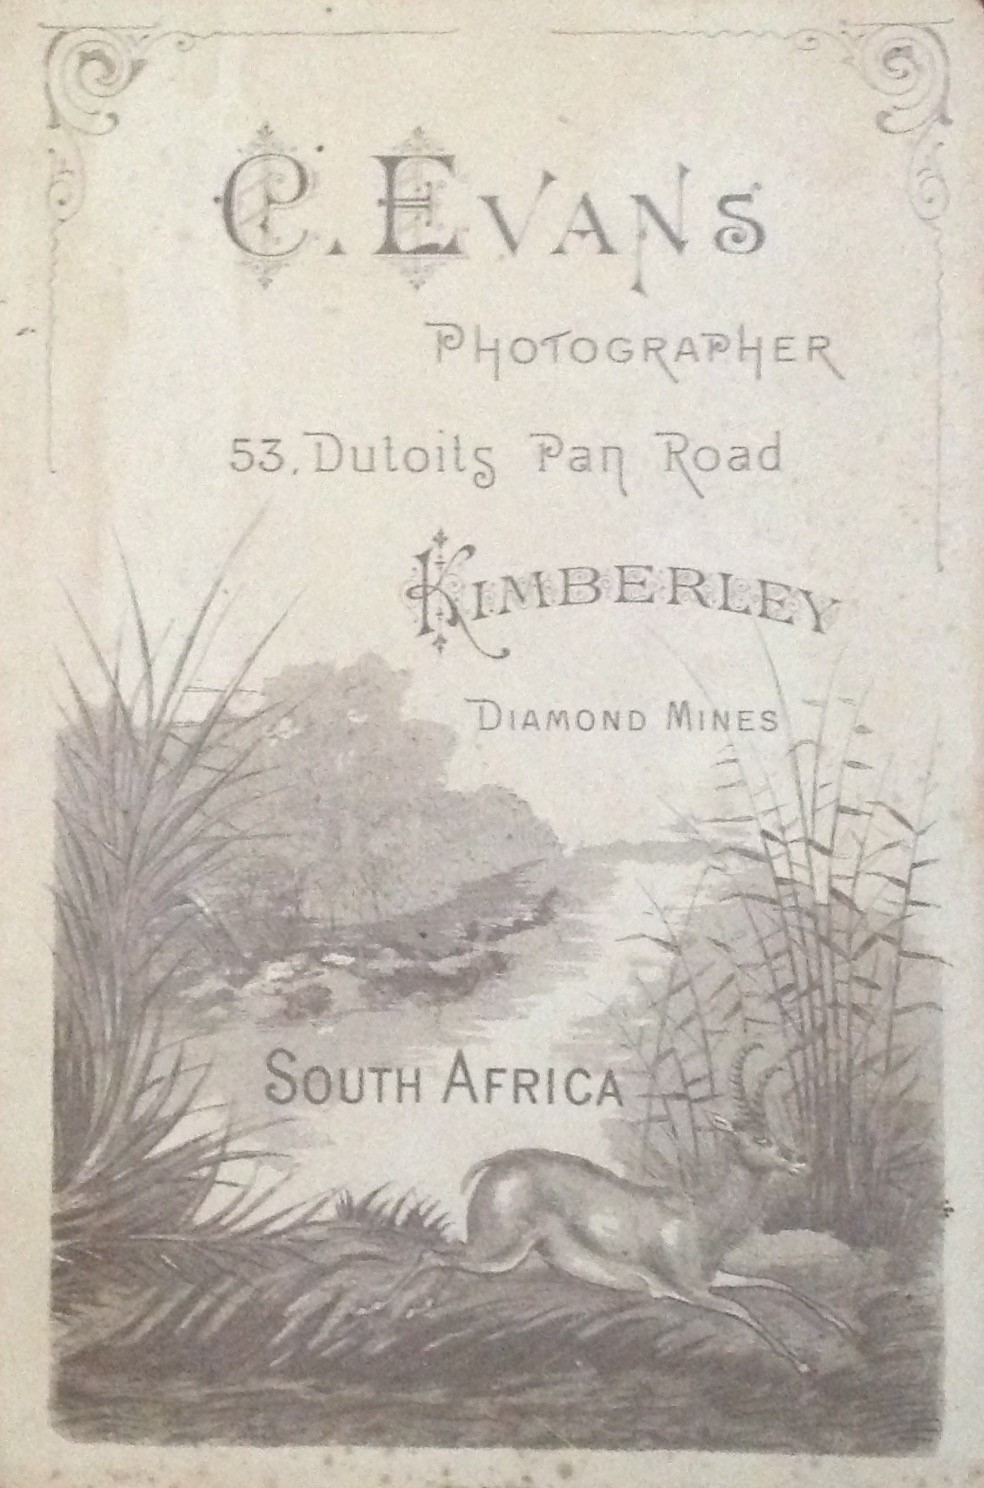 C. Evans
Photographer
53, Dutoits Pan Road
Kimberley
Diamond Mines
South Africa